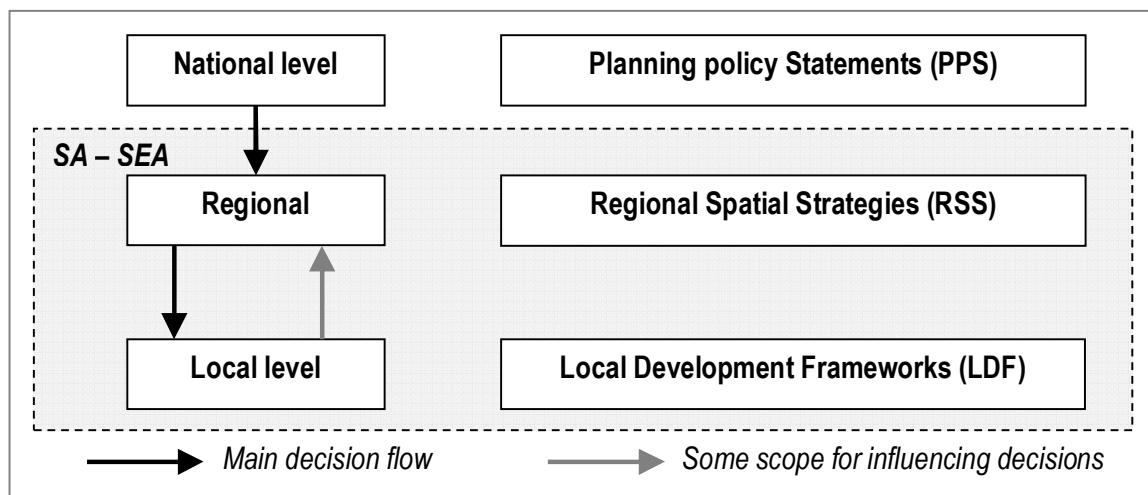 National level
Planning policy Statements (PPS)
SA – SEA
Regional
Regional Spatial Strategies (RSS)
Local level
Local Development Frameworks (LDF)
Main decision flow
Some scope for influencing decisions